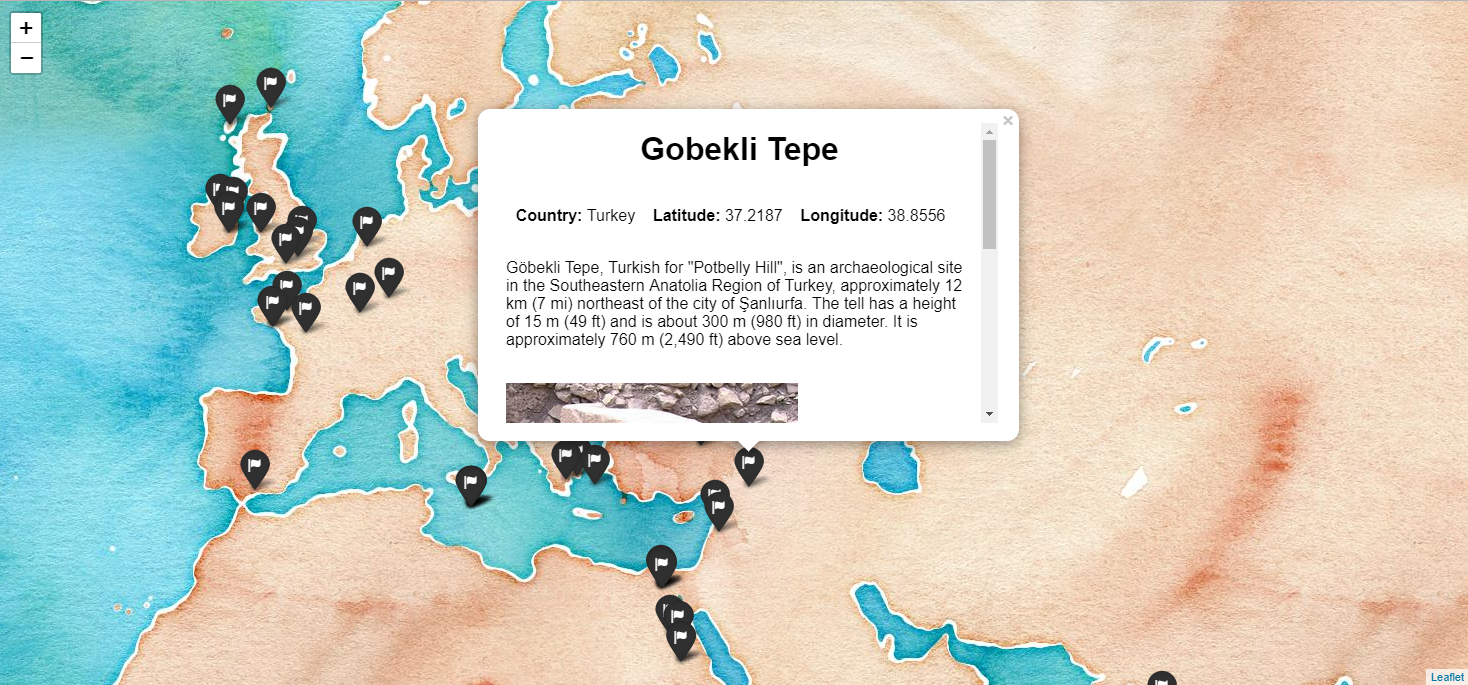 +
−
×
Gobekli Tepe
Country: Turkey Latitude: 37.2187 Longitude: 38.8556
Göbekli Tepe, Turkish for "Potbelly Hill", is an archaeological site
in the Southeastern Anatolia Region of Turkey, approximately 12
km (7 mi) northeast of the city of Şanlıurfa. The tell has a height
of 15 m (49 ft) and is about 300 m (980 ft) in diameter. It is
approximately 760 m (2,490 ft) above sea level.
Leaflet